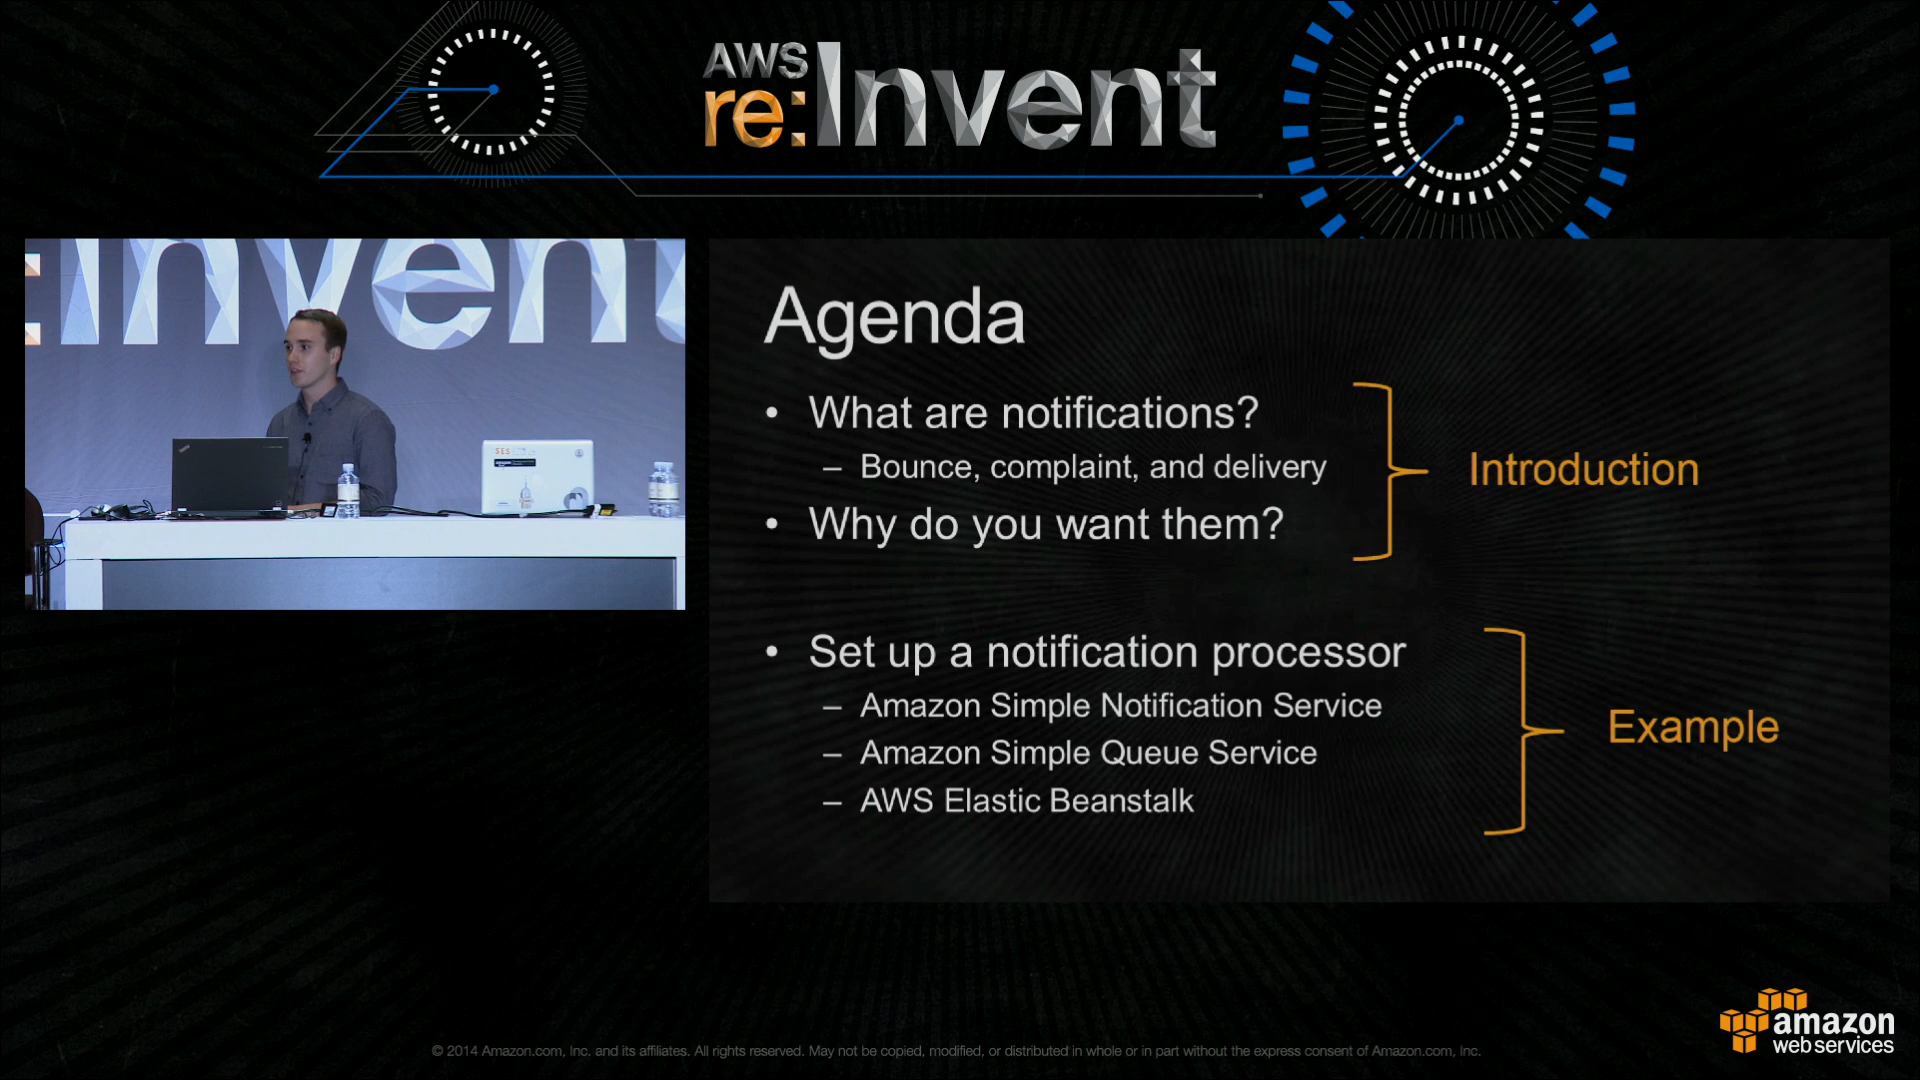 AWS
re:Invent
:Invent
SES
Agenda
• What are notifications?
– Bounce, complaint, and delivery
• Why do you want them?
Introduction
• Set up a notification processor
– Amazon Simple Notification Service
– Amazon Simple Queue Service
– AWS Elastic Beanstalk
Example
amazon
web services
© 2014 Amazon.com, Inc. and its affiliates. All rights reserved. May not be copied, modified, or distributed in whole or in part without the express consent of Amazon.com, Inc.